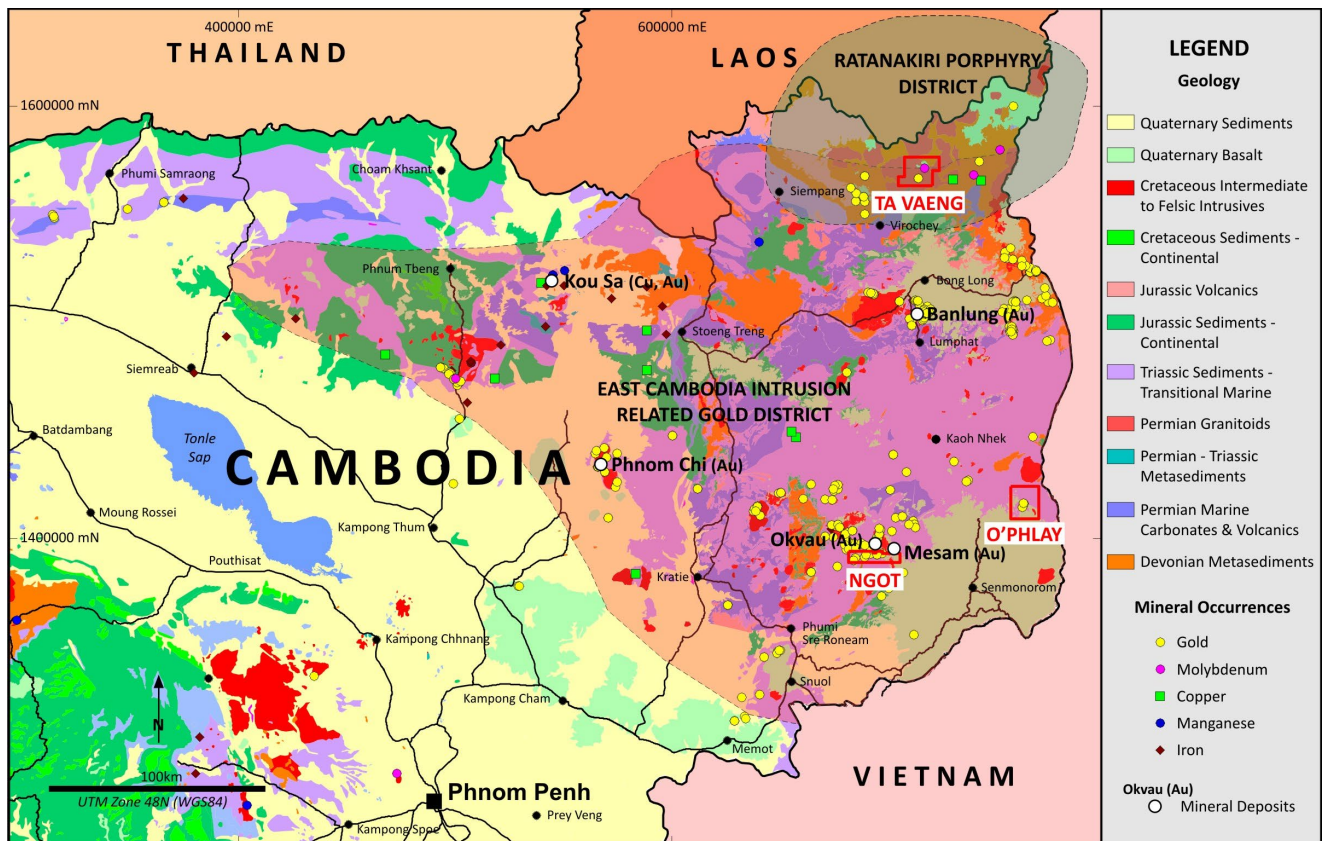 400000 mE
600000 mE
THAILAND
LAOS
RATANAKIRI PORPHYRY
DISTRICT
1600000 mN
Phumi Samraong
Choam Khsant
Siempang
TA VAENG
Virochey
Phnum Tbeng
Kou Sa (Cu, Au)
Bong Long
Banlung (Au)
Lumphat
Stoeng Treng
Siemreab
EAST CAMBODIA INTRUSION
RELATED GOLD DISTRICT
Batdambang
Tonle
Sap
CAMBODIA
Phnom Chi (Au)
Kaoh Nhek
Moung Rossei
Kampong Thum
O'PHLAY
1400000 mN
Okvau (Au)
Mesam (Au)
Pouthisat
NGOT
Kratie
Senmonorom
Kampong Chhnang
Phumi
Sre Roneam
Snuol
Kampong Cham
Memot
N
100km
UTM Zone 48N (WGS84)
Phnom Penh
Prey Veng
Kampong Spoe
VIETNAM
LEGEND
Geology
Quaternary Sediments
Quaternary Basalt
Cretaceous Intermediate
to Felsic Intrusives
Cretaceous Sediments -
Continental
Jurassic Volcanics
Jurassic Sediments -
Continental
Triassic Sediments -
Transitional Marine
Permian Granitoids
Permian - Triassic
Metasediments
Permian Marine
Carbonates & Volcanics
Devonian Metasediments
Mineral Occurrences
Gold
Molybdenum
Copper
Manganese
Iron
Okvau (Au)
Mineral Deposits